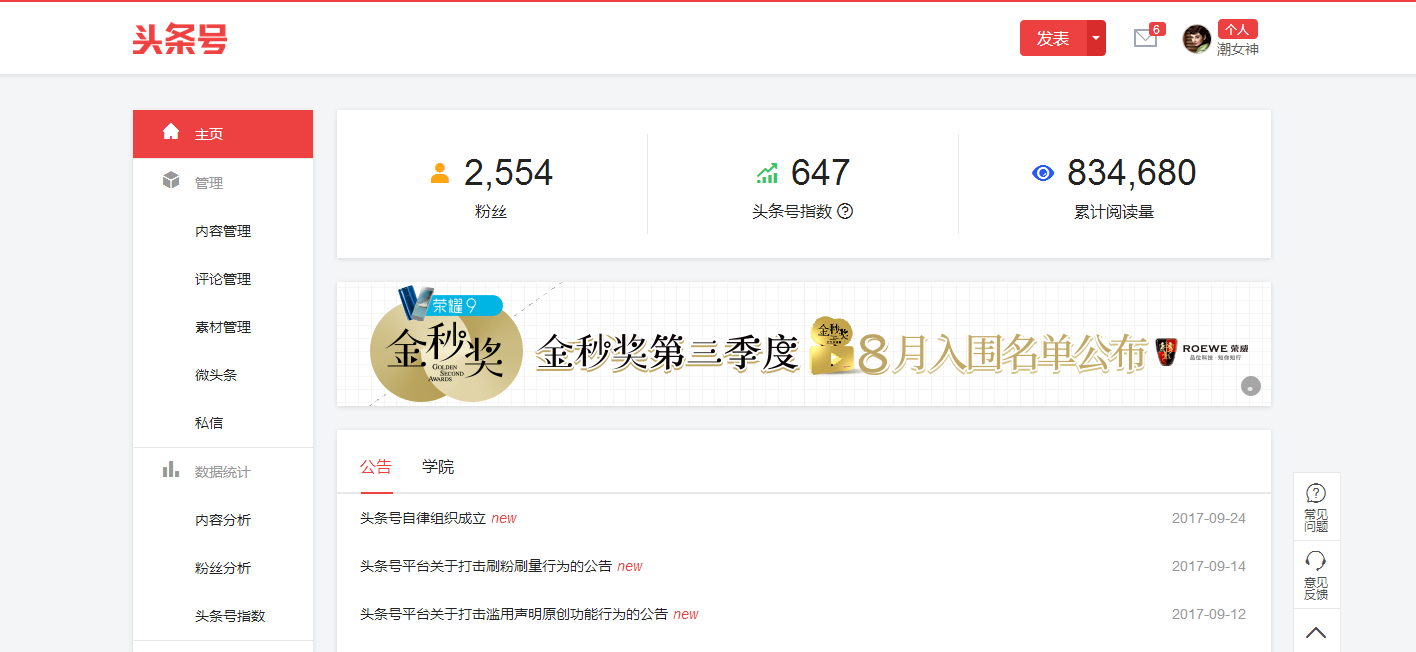 头条号
发表
6
个人
潮女神
主页
管理
内容管理
评论管理
素材管理
微头条
私信
数据统计
内容分析
粉丝分析
头条号指数
2,554
粉丝
647
头条号指数
834,680
累计阅读量
荣耀9
金秒奖
GOLDEN
SECOND
AWARDS
金秒奖第三季度
金秒奖
8月入围名单公布
ROEWE 荣威
品位科技·知你知行
公告 学院
头条号自律组织成立 new 2017-09-24
头条号平台关于打击刷粉刷量行为的公告 new 2017-09-14
头条号平台关于打击滥用声明原创功能行为的公告 new 2017-09-12
?
常见
问题
意见
反馈